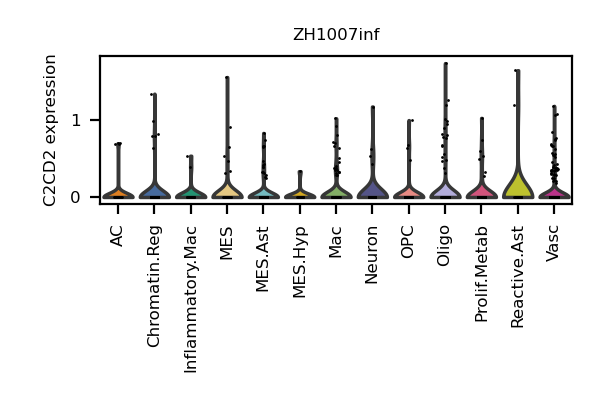 ZH1007inf
C2CD2 expression
1
0
AC
Chromatin.Reg
Inflammatory.Mac
MES
MES.Ast
MES.Hyp
Mac
Neuron
OPC
Oligo
Prolif.Metab
Reactive.Ast
Vasc